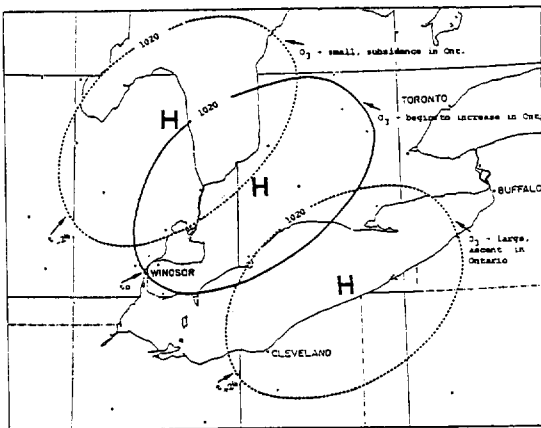 1020
O₃ - small, subsidence in Ont.
TORONTO
H
1020
O₃ - begins to increase in Ont.
H
BUFFALO
1020
O₃ - large,
ascent in
Ontario
WINDSOR
H
CLEVELAND